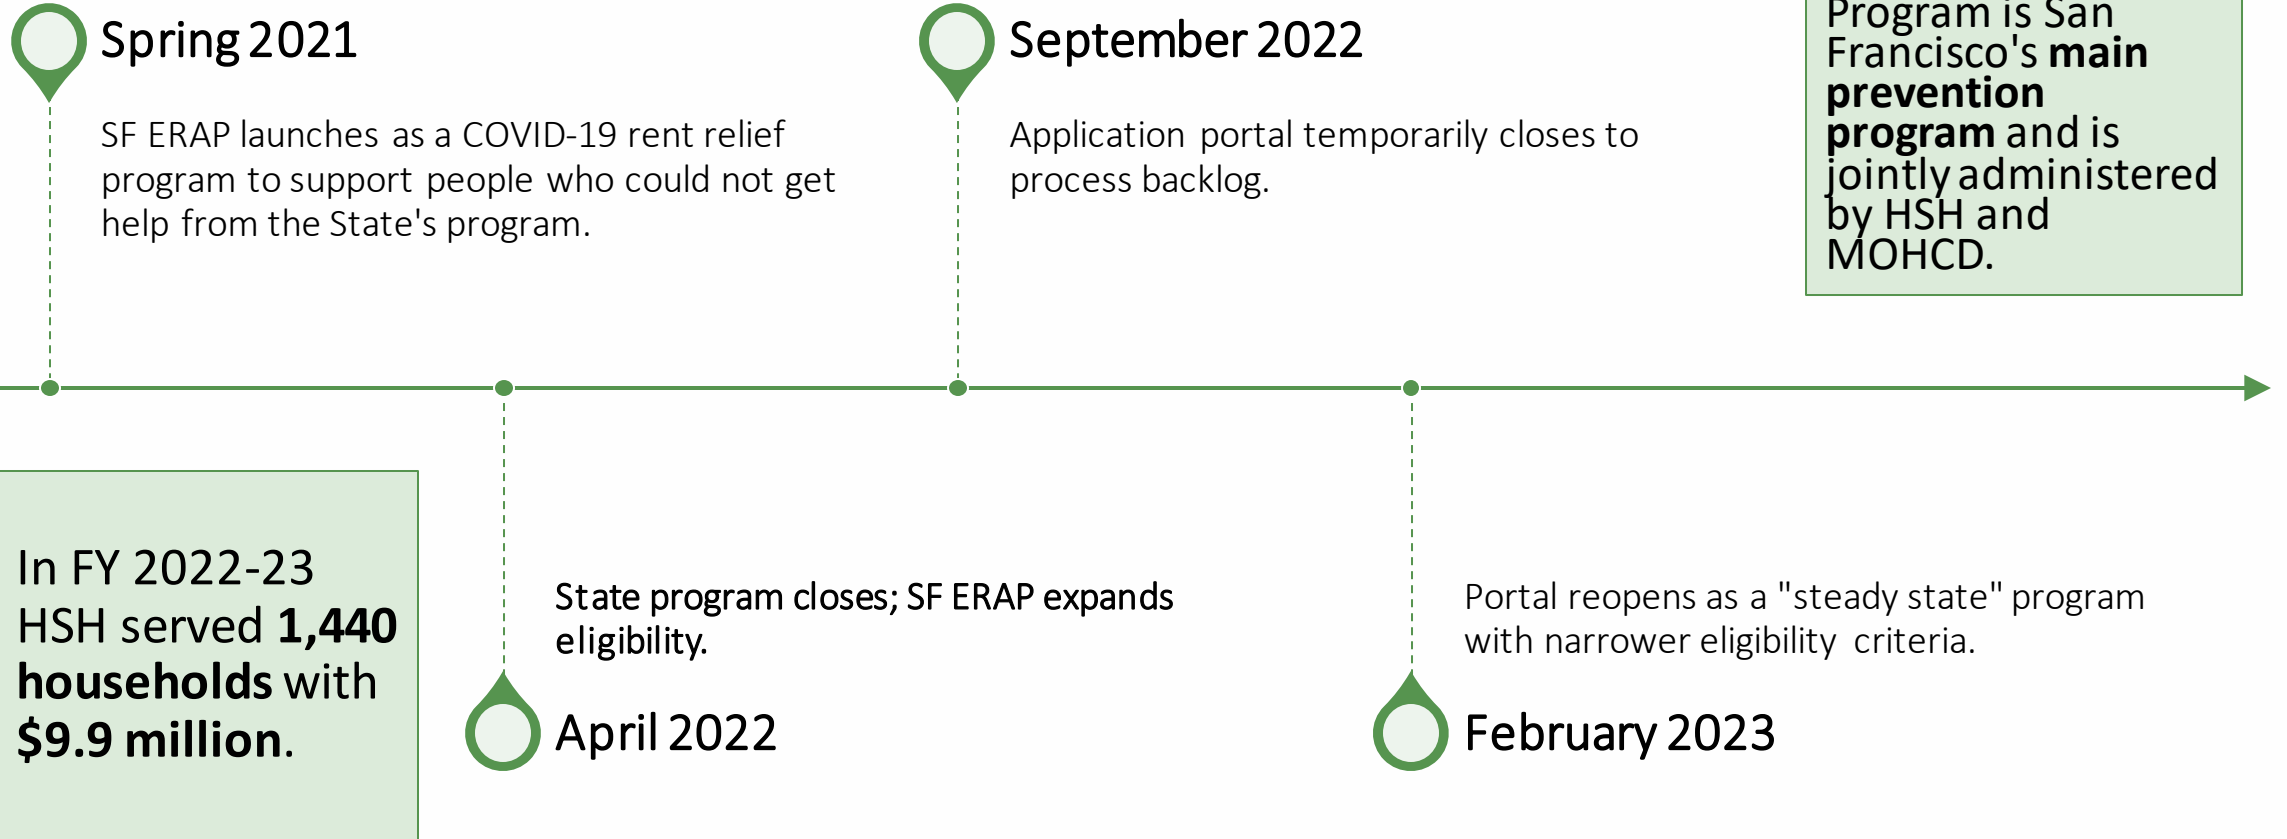 Spring 2021
SF ERAP launches as a COVID-19 rent relief
program to support people who could not get
help from the State's program.
September 2022
Application portal temporarily closes to
process backlog.
Program is San
Francisco's main
prevention
program and is
jointly administered
by HSH and
MOHCD.
In FY 2022-23
HSH served 1,440
households with
$9.9 million.
State program closes; SF ERAP expands
eligibility.
April 2022
Portal reopens as a "steady state" program
with narrower eligibility criteria.
February 2023